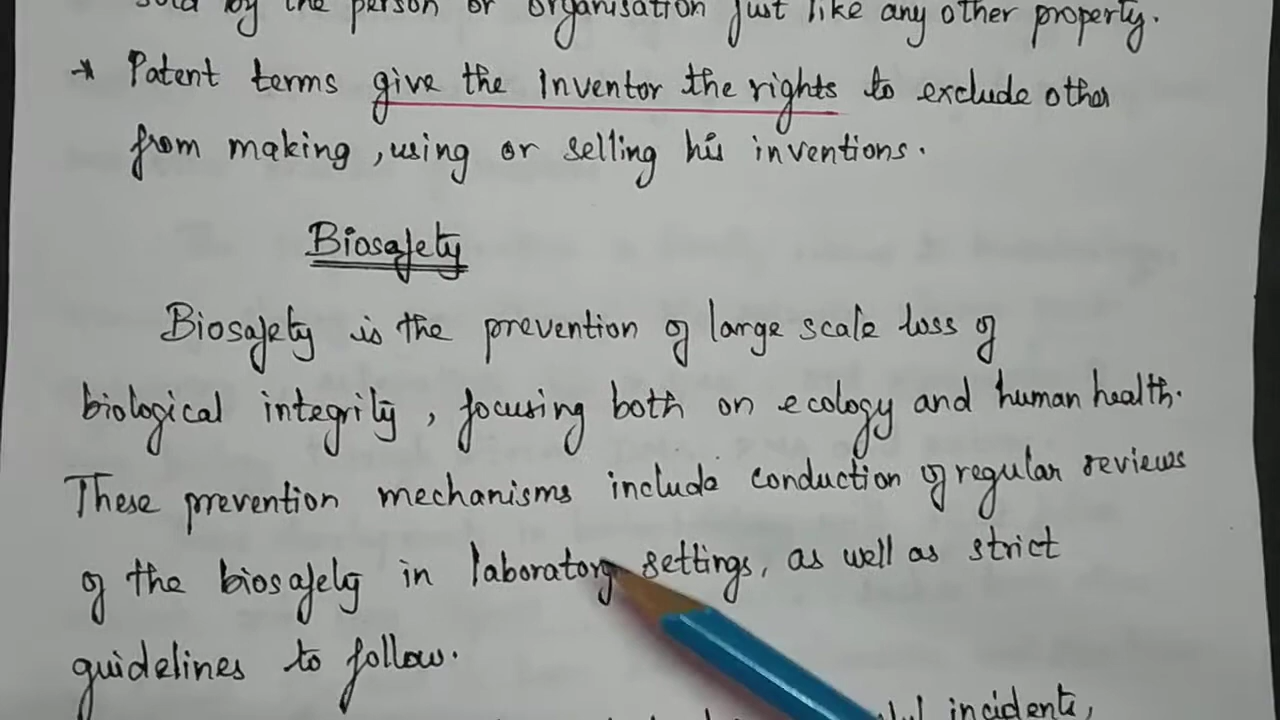 sold by the person or organisation just like any other property.
* Patent terms give the Inventor the rights to exclude other
from making, using or selling his inventions.
Biosafety
Biosafety is the prevention of large scale loss of
biological integrity, focusing both on ecology and human health.
These prevention mechanisms include conduction of regular reviews
of the biosafety in laboratory settings, as well as strict
guidelines to follow.
incidents,